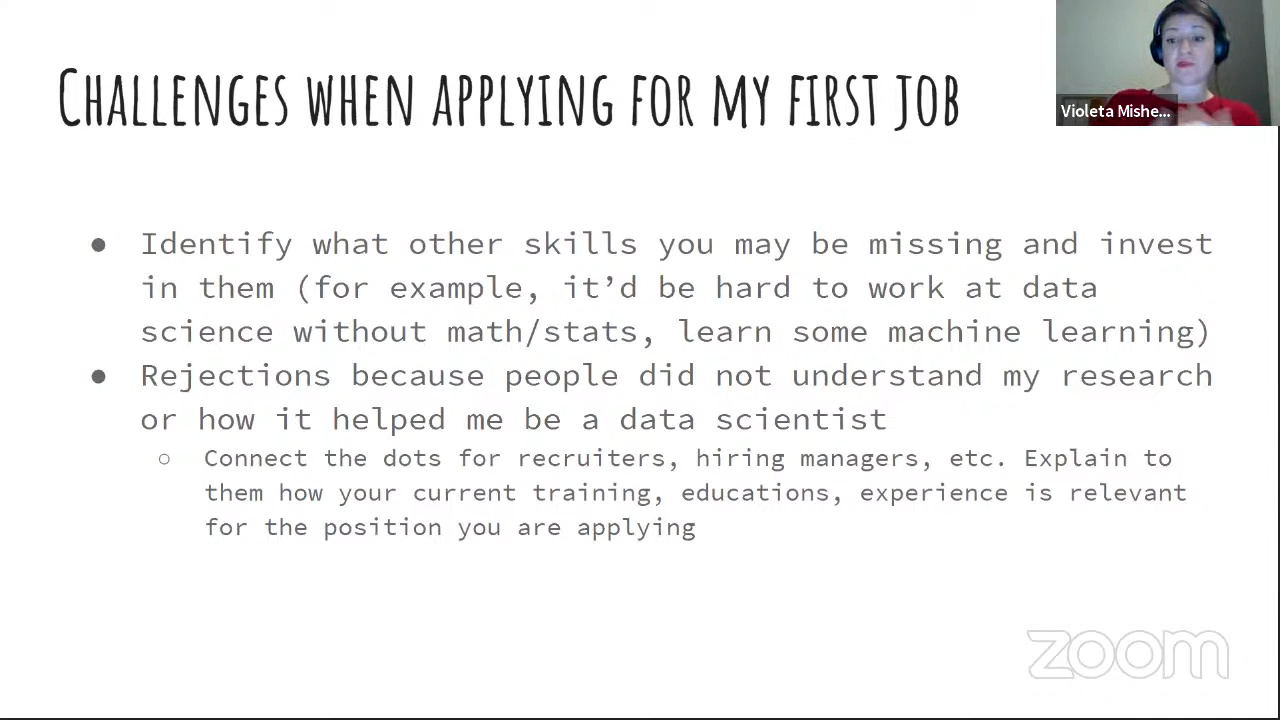 CHALLENGES WHEN APPLYING FOR MY FIRST JOB
Violeta Mishe...
● Identify what other skills you may be missing and invest
in them (for example, it’d be hard to work at data
science without math/stats, learn some machine learning)
● Rejections because people did not understand my research
or how it helped me be a data scientist
○ Connect the dots for recruiters, hiring managers, etc. Explain to
them how your current training, educations, experience is relevant
for the position you are applying
zoom